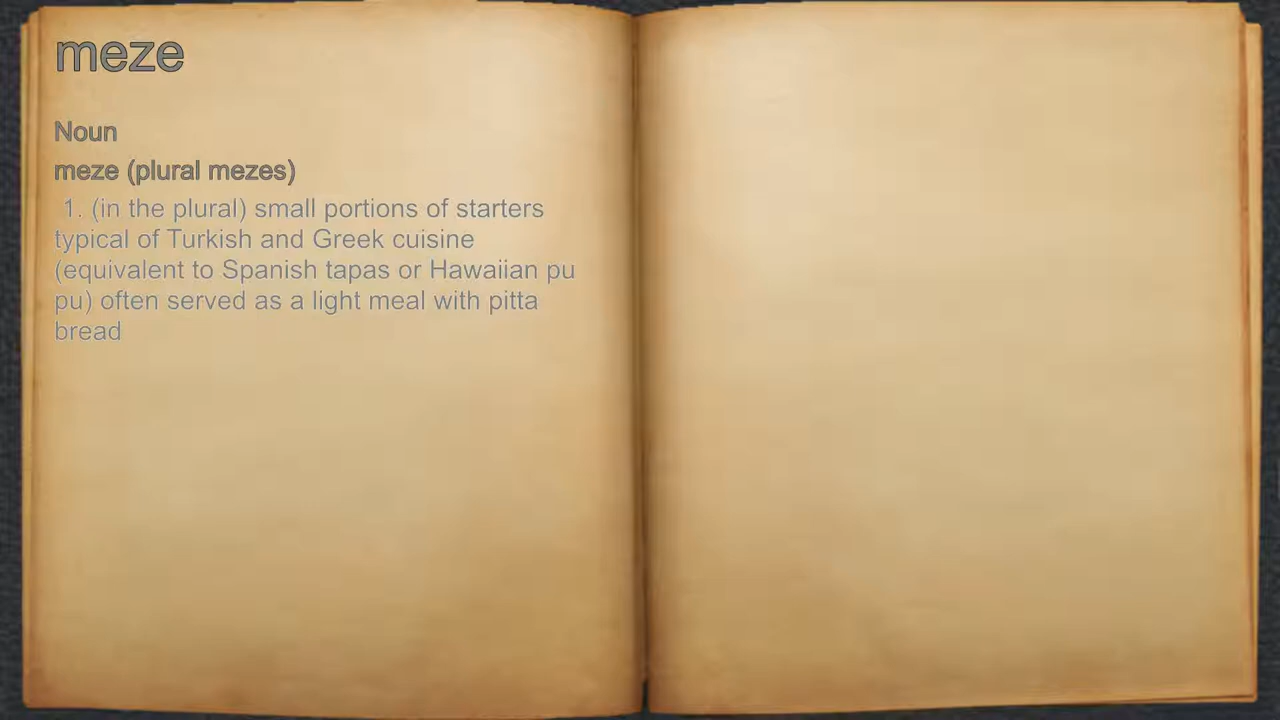 meze
Noun
meze (plural mezes)
1. (in the plural) small portions of starters
typical of Turkish and Greek cuisine
(equivalent to Spanish tapas or Hawaiian pu
pu) often served as a light meal with pitta
bread